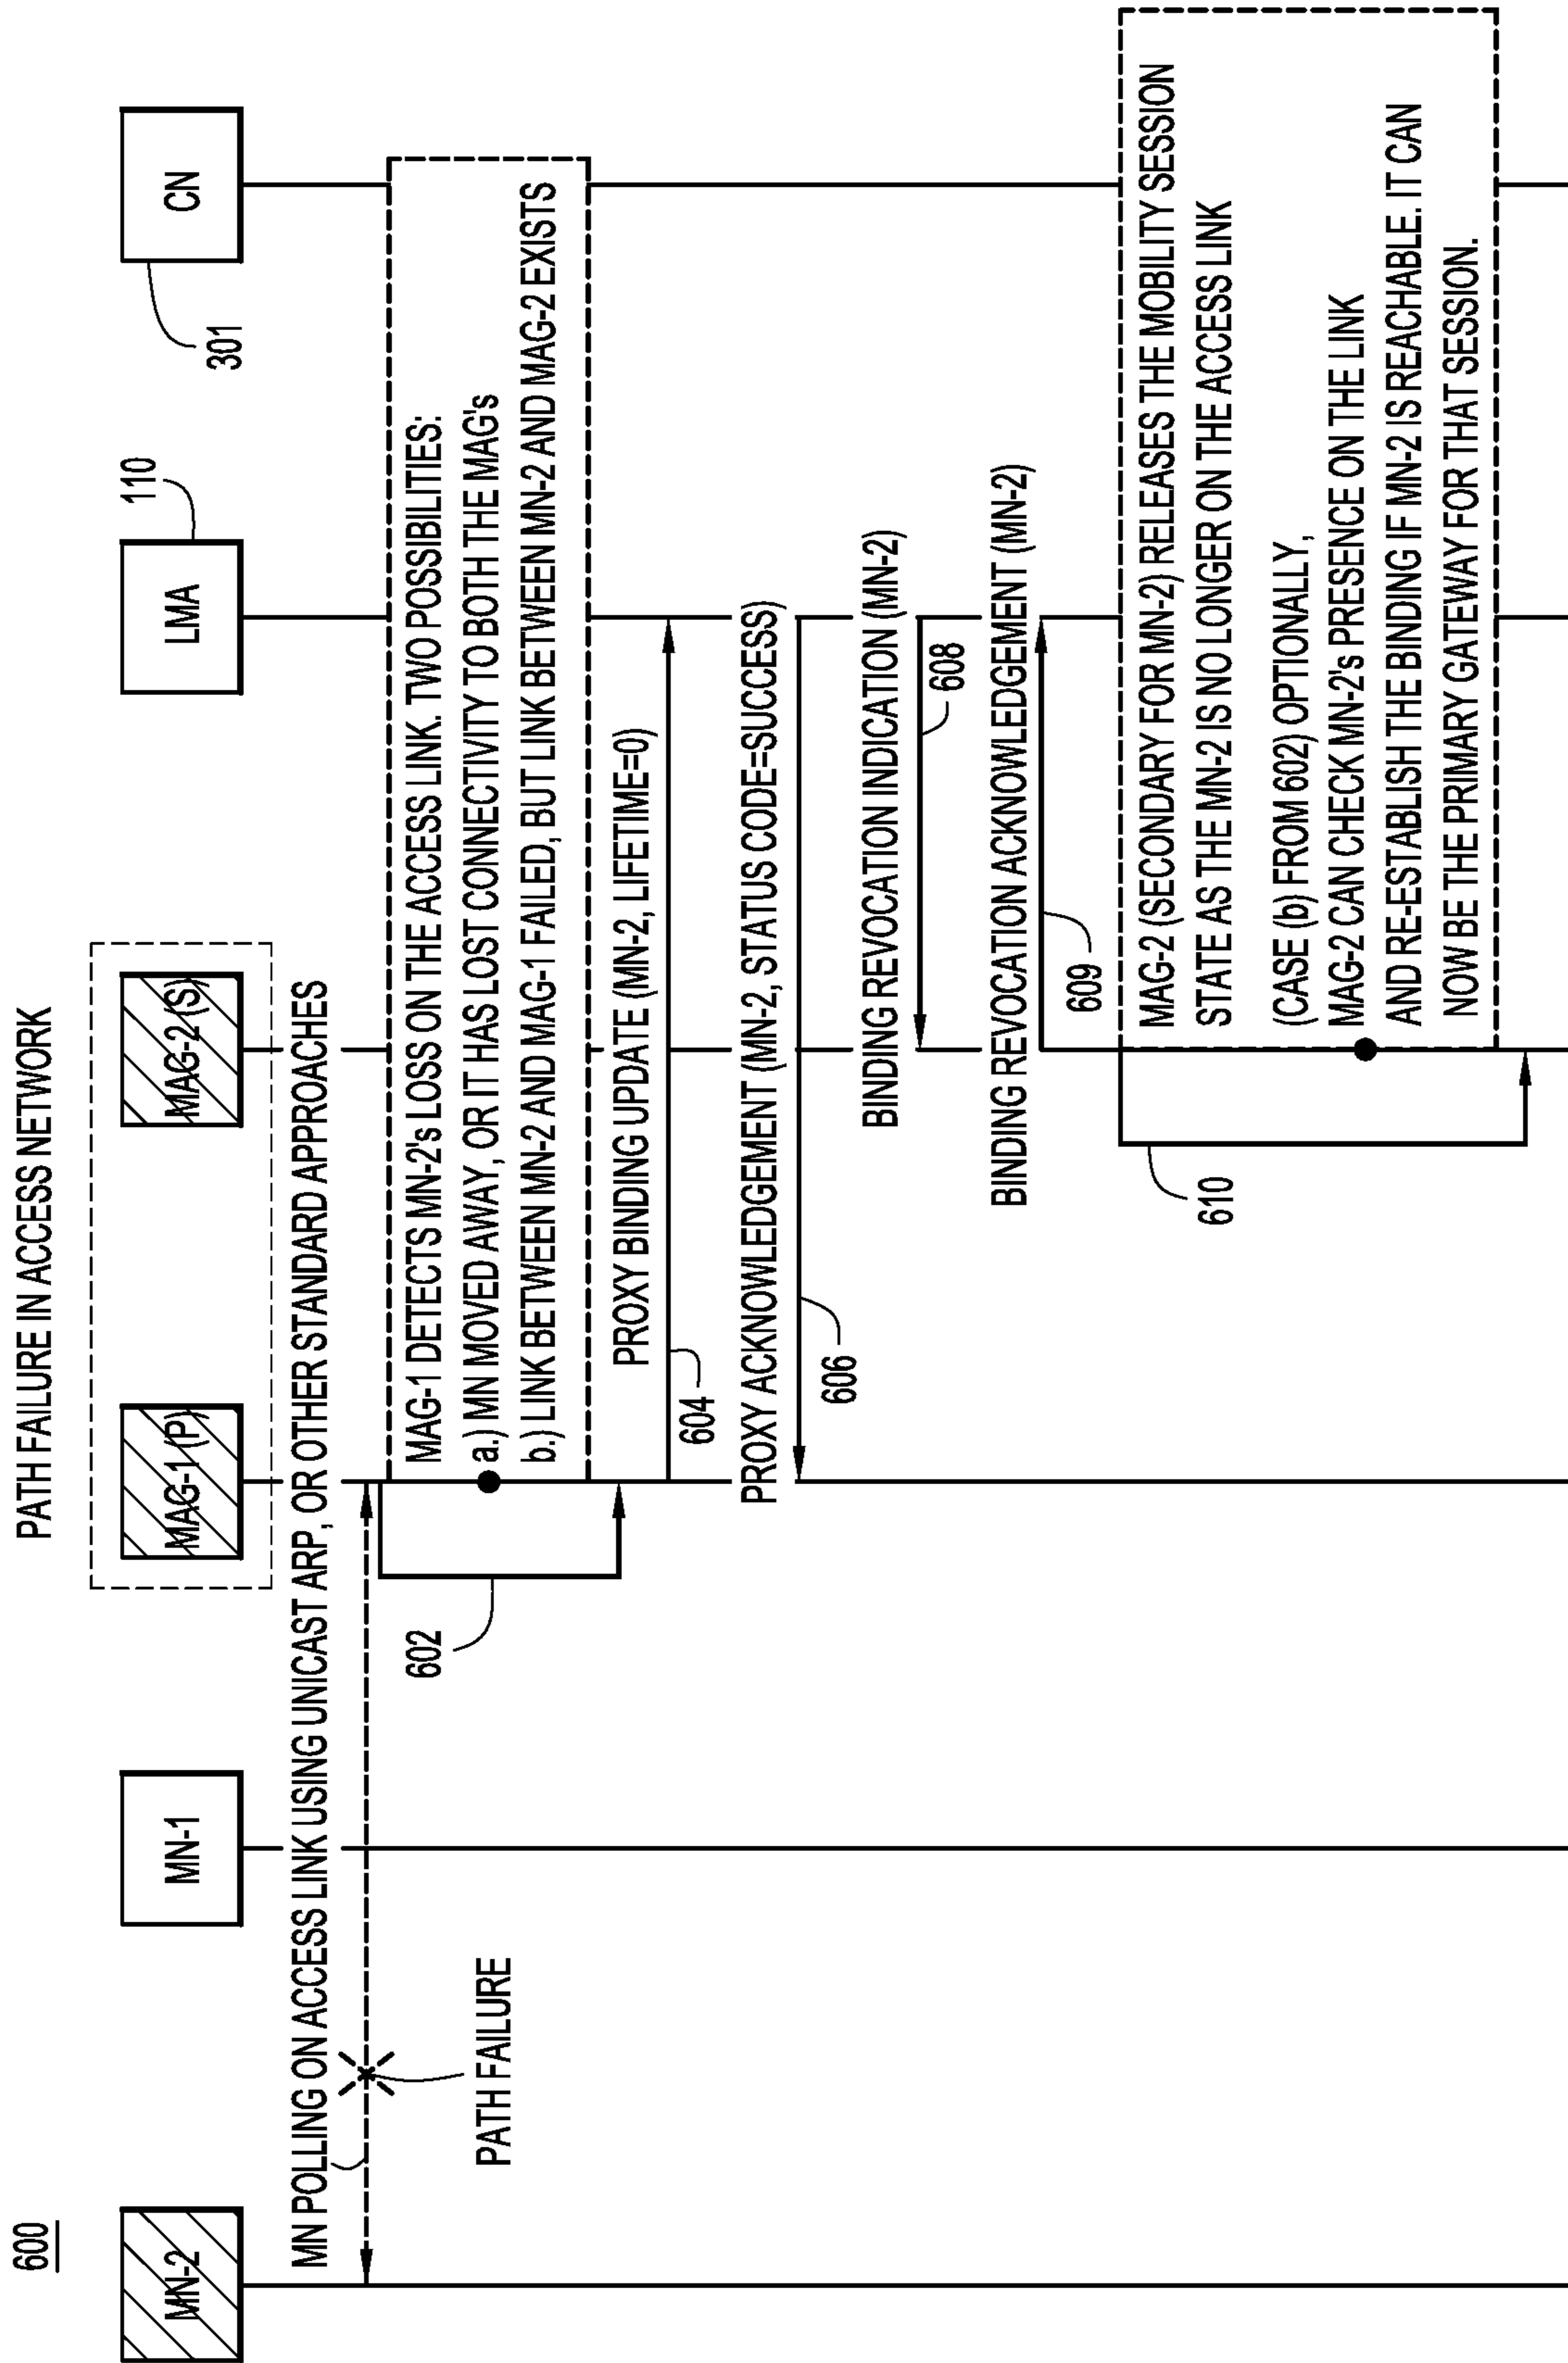 600
PATH FAILURE IN ACCESS NETWORK
MN-2
MN-1
MAG-1 (P)
MAG-2 (S)
LMA
110
CN
301
MN POLLING ON ACCESS LINK USING UNICAST ARP, OR OTHER STANDARD APPROACHES
PATH FAILURE
602
MAG-1 DETECTS MN-2's LOSS ON THE ACCESS LINK. TWO POSSIBILITIES:
a.) MN MOVED AWAY, OR IT HAS LOST CONNECTIVITY TO BOTH THE MAG's
b.) LINK BETWEEN MN-2 AND MAG-1 FAILED, BUT LINK BETWEEN MN-2 AND MAG-2 EXISTS
PROXY BINDING UPDATE (MN-2, LIFETIME=0)
604
PROXY ACKNOWLEDGEMENT (MN-2, STATUS CODE=SUCCESS)
606
BINDING REVOCATION INDICATION (MN-2)
608
BINDING REVOCATION ACKNOWLEDGEMENT (MN-2)
609
MAG-2 (SECONDARY FOR MN-2) RELEASES THE MOBILITY SESSION
STATE AS THE MN-2 IS NO LONGER ON THE ACCESS LINK
(CASE (b) FROM 602) OPTIONALLY,
MAG-2 CAN CHECK MN-2's PRESENCE ON THE LINK
AND RE-ESTABLISH THE BINDING IF MN-2 IS REACHABLE. IT CAN
NOW BE THE PRIMARY GATEWAY FOR THAT SESSION.
610